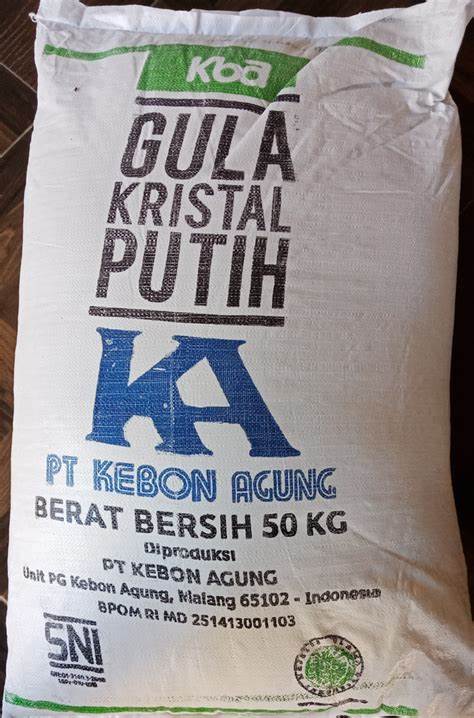 Kba
GULA
KRISTAL
PUTIH
KA
PT KEBON AGUNG
BERAT BERSIH 50 KG
Diproduksi
PT KEBON AGUNG
Unit PG Kebon Agung, Malang 65102 - Indonesia
BPOM RI MD 251413001103
SNI